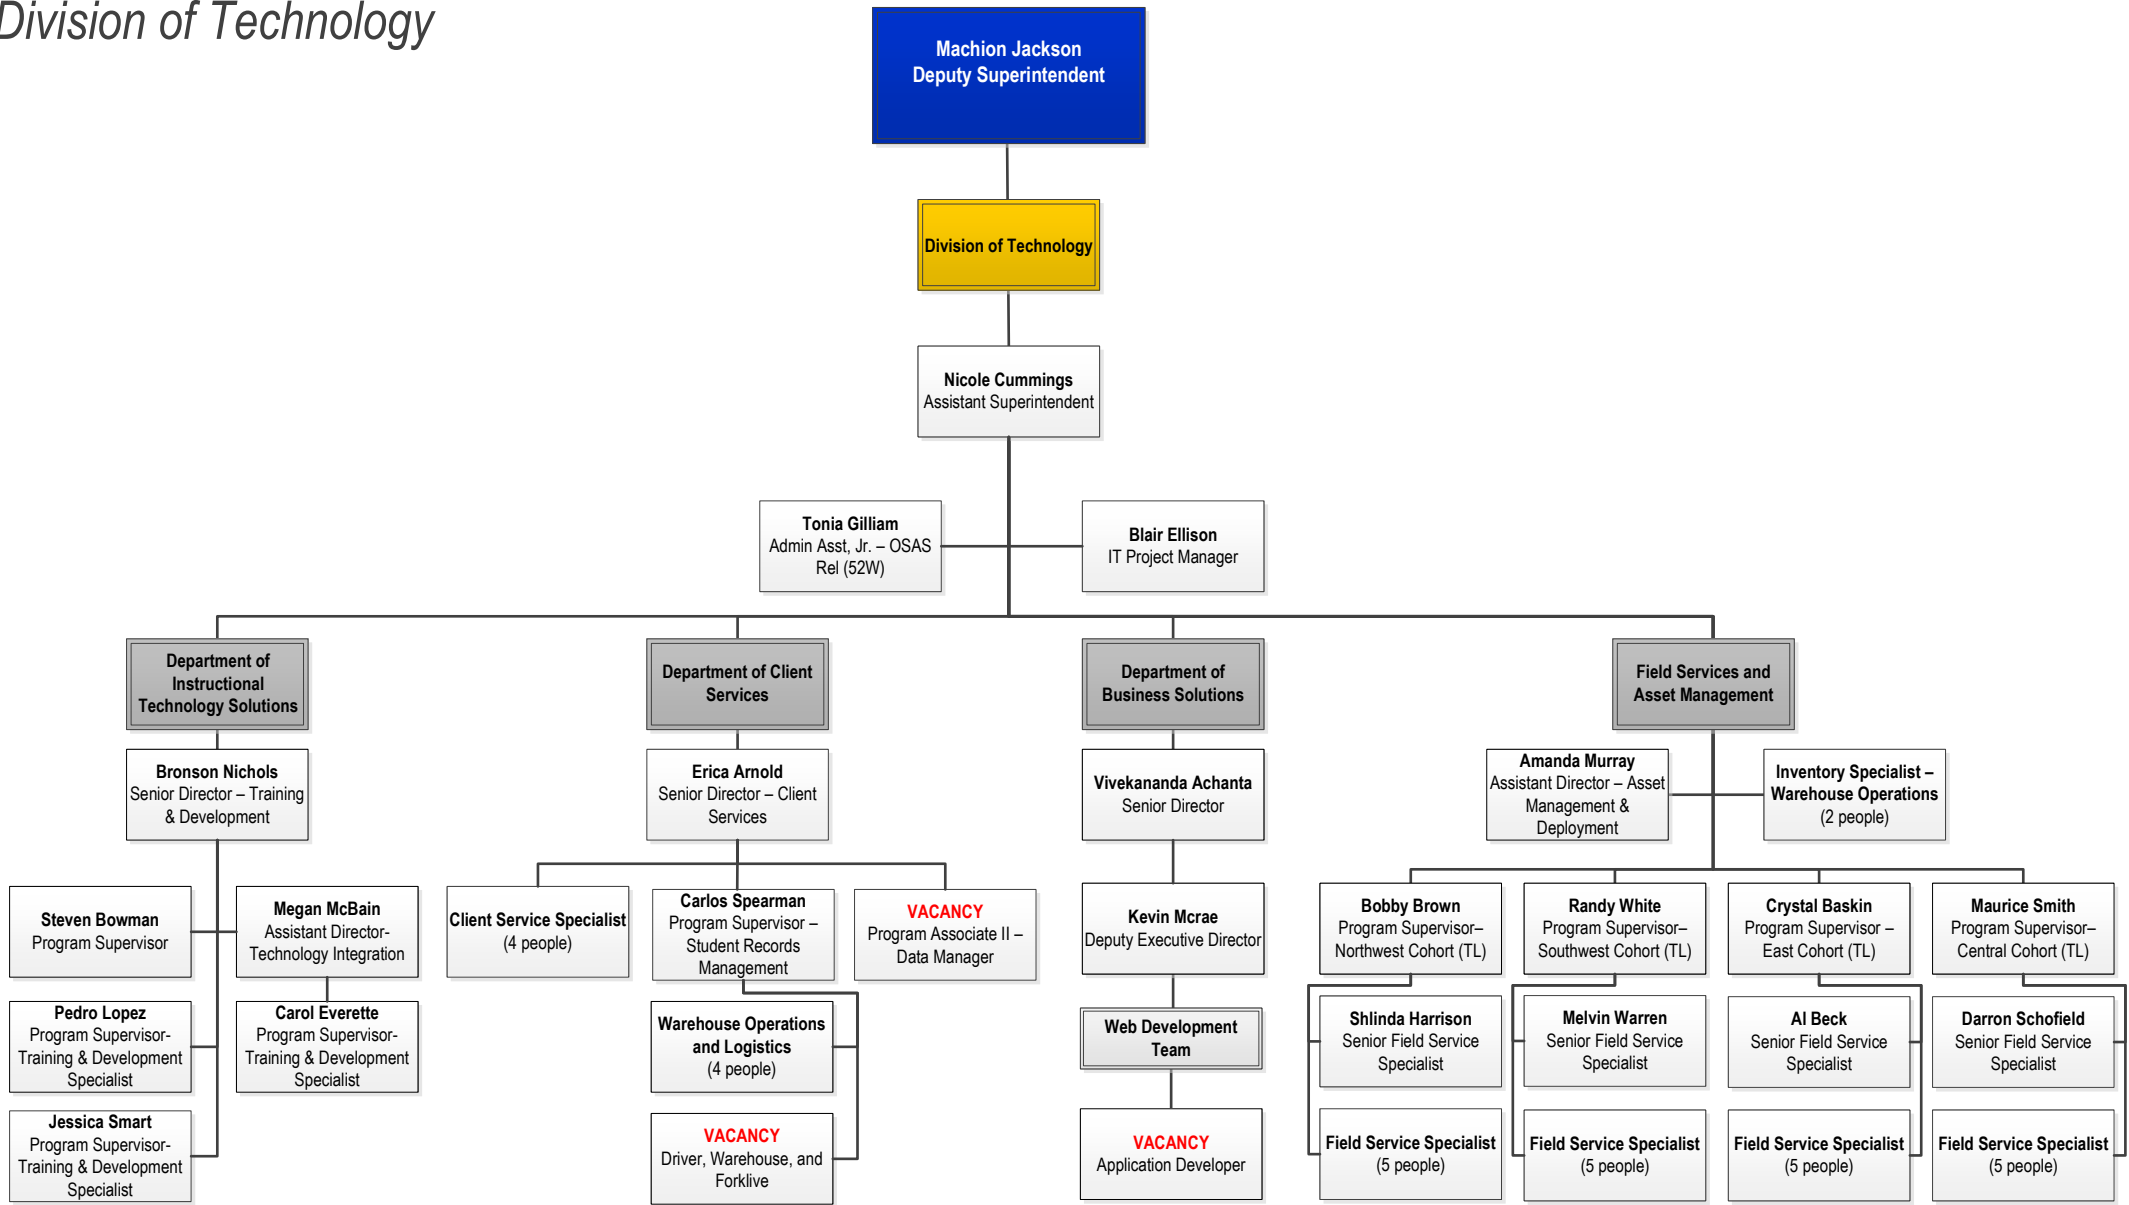 Division of Technology
Machion Jackson
Deputy Superintendent
Division of Technology
Nicole Cummings
Assistant Superintendent
Tonia Gilliam
Admin Asst, Jr. – OSAS
Rel (52W)
Blair Ellison
IT Project Manager
Department of
Instructional
Technology Solutions
Department of Client
Services
Department of
Business Solutions
Field Services and
Asset Management
Bronson Nichols
Senior Director – Training
& Development
Erica Arnold
Senior Director – Client
Services
Vivekananda Achanta
Senior Director
Amanda Murray
Assistant Director – Asset
Management &
Deployment
Inventory Specialist –
Warehouse Operations
(2 people)
Steven Bowman
Program Supervisor
Megan McBain
Assistant Director-
Technology Integration
Client Service Specialist
(4 people)
Carlos Spearman
Program Supervisor –
Student Records
Management
VACANCY
Program Associate II –
Data Manager
Kevin Mcrae
Deputy Executive Director
Bobby Brown
Program Supervisor–
Northwest Cohort (TL)
Randy White
Program Supervisor–
Southwest Cohort (TL)
Crystal Baskin
Program Supervisor –
East Cohort (TL)
Maurice Smith
Program Supervisor–
Central Cohort (TL)
Pedro Lopez
Program Supervisor-
Training & Development
Specialist
Carol Everette
Program Supervisor-
Training & Development
Specialist
Warehouse Operations
and Logistics
(4 people)
Web Development
Team
Shlinda Harrison
Senior Field Service
Specialist
Melvin Warren
Senior Field Service
Specialist
Al Beck
Senior Field Service
Specialist
Darron Schofield
Senior Field Service
Specialist
Jessica Smart
Program Supervisor-
Training & Development
Specialist
VACANCY
Driver, Warehouse, and
Forklive
VACANCY
Application Developer
Field Service Specialist
(5 people)
Field Service Specialist
(5 people)
Field Service Specialist
(5 people)
Field Service Specialist
(5 people)